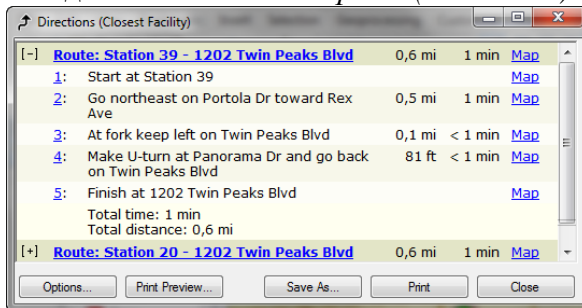 Directions (Closest Facility)
[-] Route: Station 39 - 1202 Twin Peaks Blvd 0,6 mi 1 min Map
1: Start at Station 39 Map
2: Go northeast on Portola Dr toward Rex 0,5 mi 1 min Map
Ave
3: At fork keep left on Twin Peaks Blvd 0,1 mi < 1 min Map
4: Make U-turn at Panorama Dr and go back 81 ft < 1 min Map
on Twin Peaks Blvd
5: Finish at 1202 Twin Peaks Blvd Map
Total time: 1 min
Total distance: 0,6 mi
[+] Route: Station 20 - 1202 Twin Peaks Blvd 0,6 mi 1 min Map
Options... Print Preview... Save As... Print Close